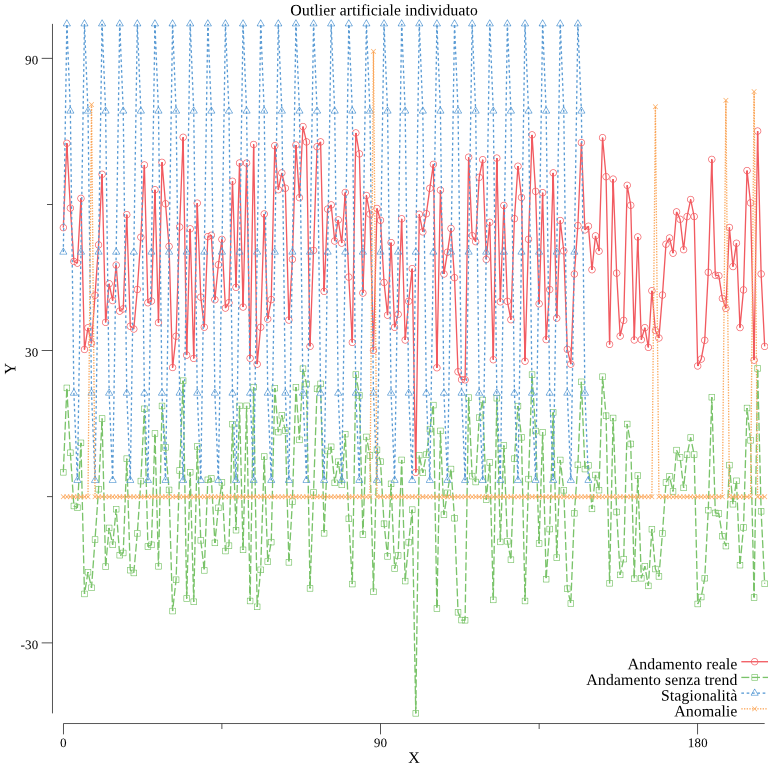 Outlier artificiale individuato
90
30
-30
Y
0
90
180
X
Andamento reale
Andamento senza trend
Stagionalità
Anomalie